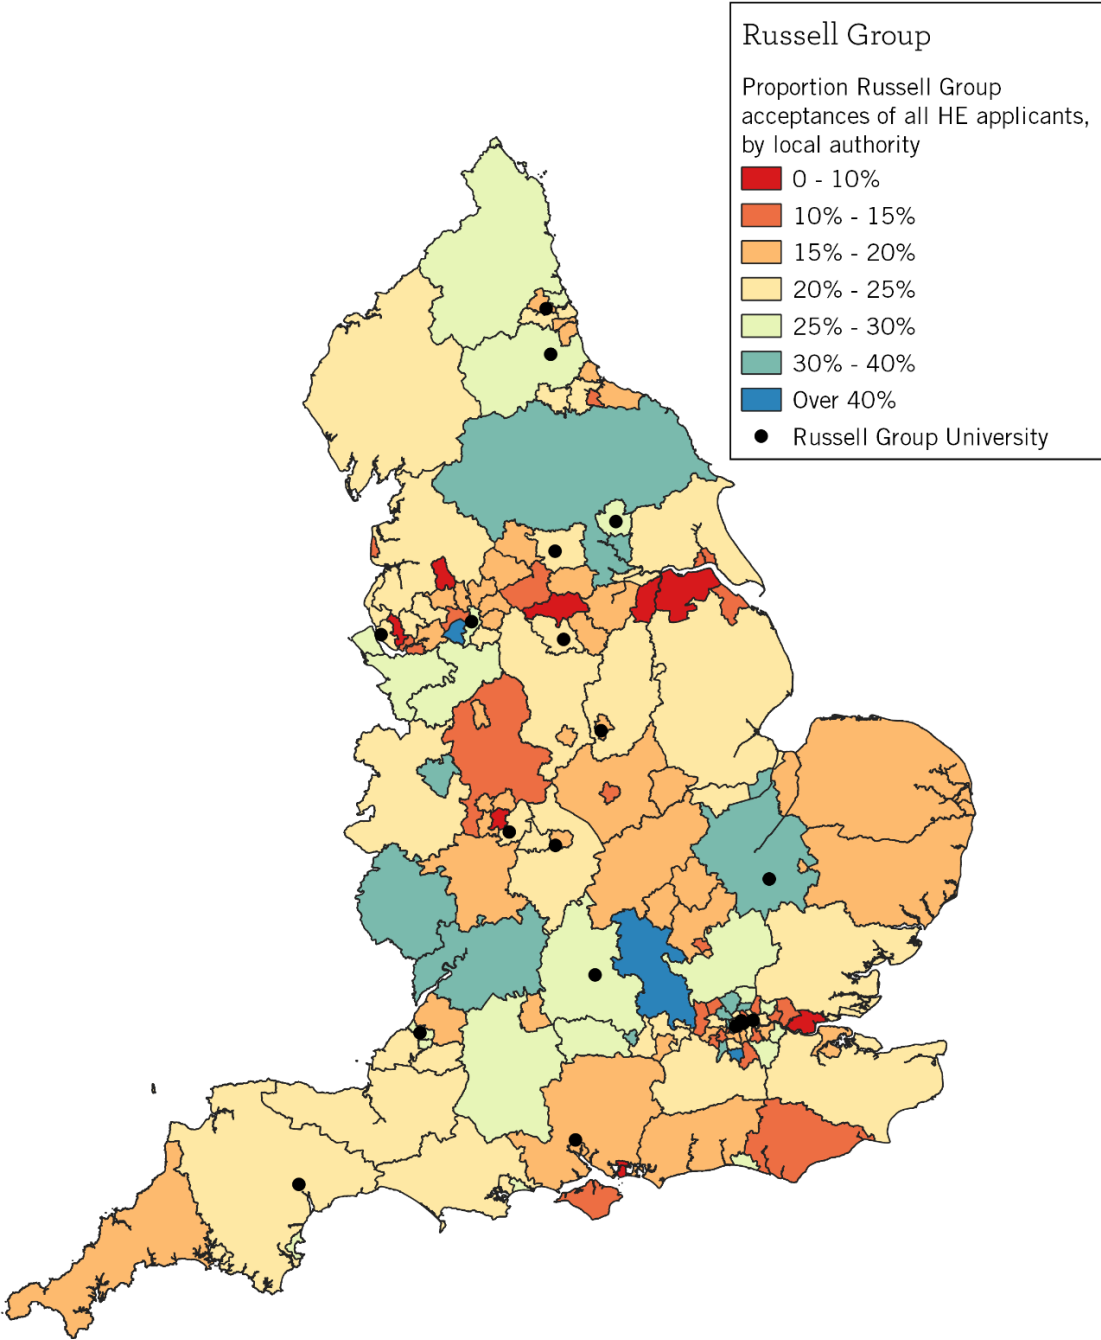 Russell Group
Proportion Russell Group
acceptances of all HE applicants,
by local authority
0 - 10%
10% - 15%
15% - 20%
20% - 25%
25% - 30%
30% - 40%
Over 40%
Russell Group University